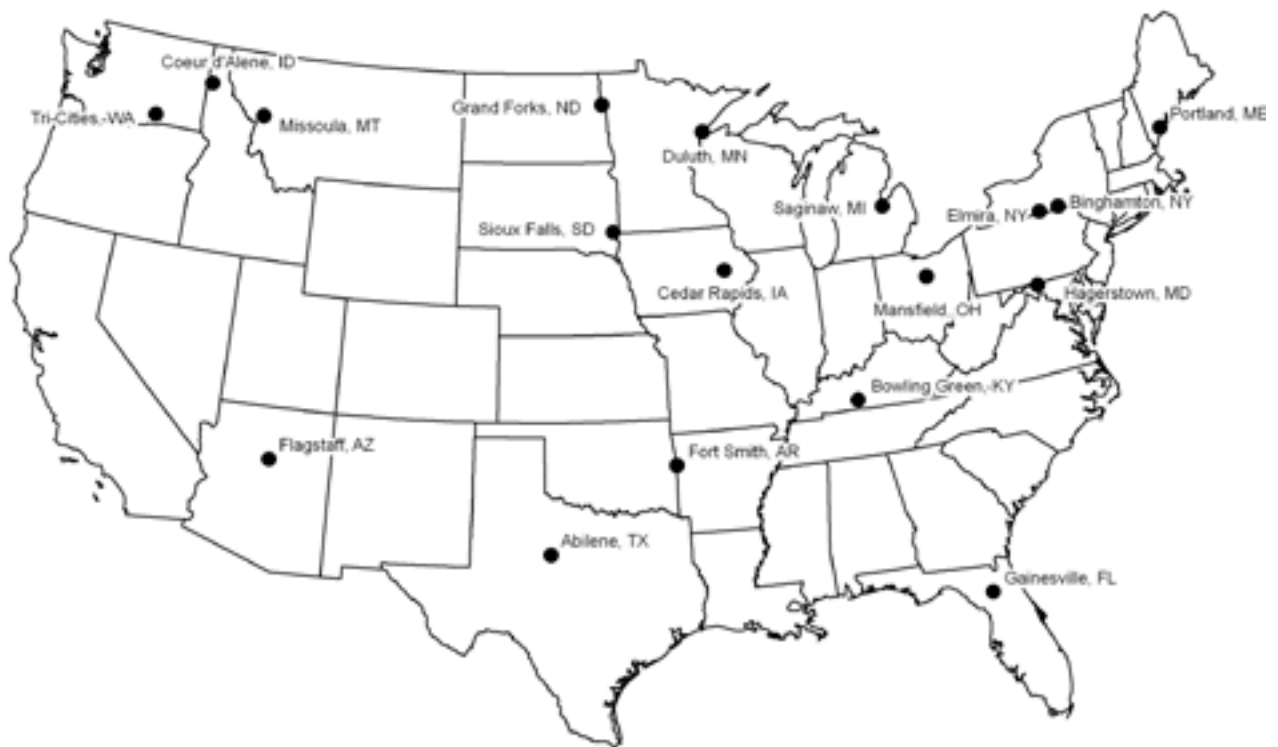 Coeur d'Alene, ID
Grand Forks, ND
Tri-Cities,-WA
Missoula, MT
Portland, ME
Duluth, MN
Saginaw, MI
Elmira, NY
Binghamton, NY
Sioux Falls, SD
Cedar Rapids, IA
Mansfield, OH
Hagerstown, MD
Bowling Green,-KY
Flagstaff, AZ
Fort Smith, AR
Abilene, TX
Gainesville, FL